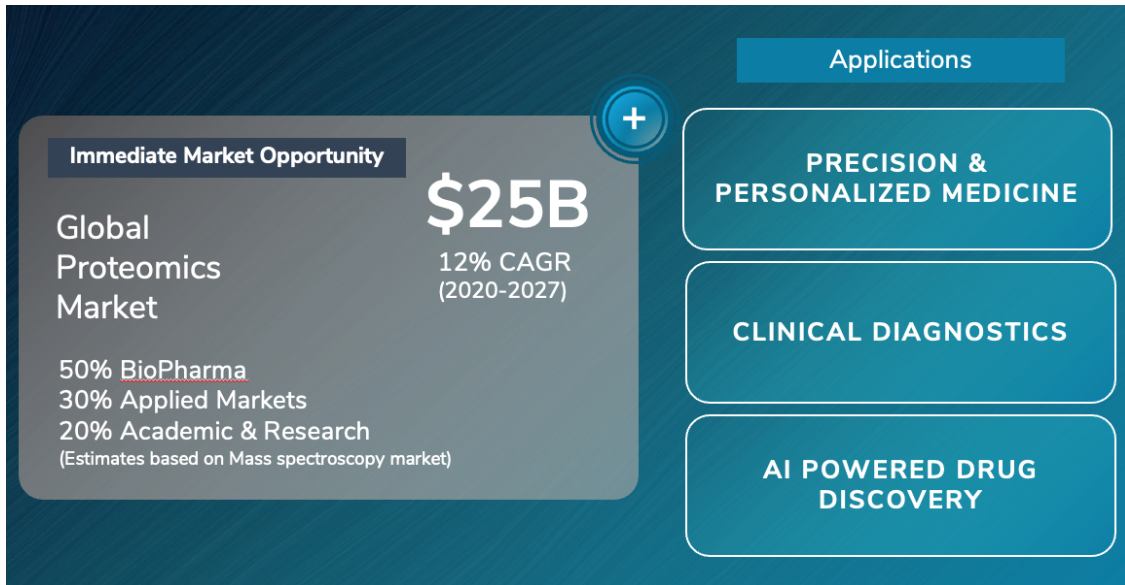 Applications
Immediate Market Opportunity
+
$25B
12% CAGR
(2020-2027)
Global
Proteomics
Market
50% BioPharma
30% Applied Markets
20% Academic & Research
(Estimates based on Mass spectroscopy market)
PRECISION &
PERSONALIZED MEDICINE
CLINICAL DIAGNOSTICS
AI POWERED DRUG
DISCOVERY